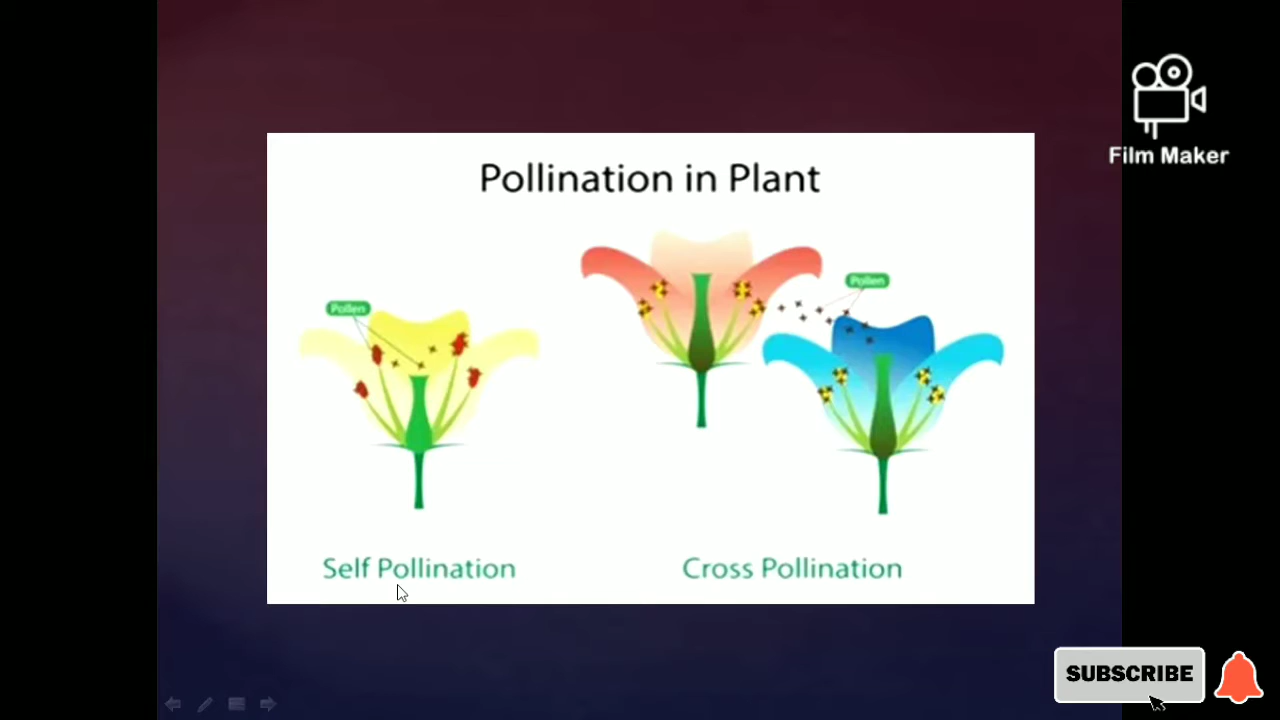 Film Maker
Pollination in Plant
Pollen
Pollen
Self Pollination
Cross Pollination
SUBSCRIBE